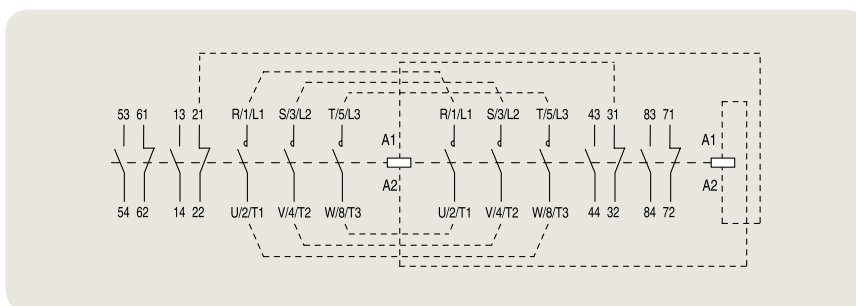 53 61 13 21 R/1/L1 S/3/L2 T/5/L3 R/1/L1 S/3/L2 T/5/L3 43 31 83 71
A1 A1
A2 A2
54 62 14 22 U/2/T1 V/4/T2 W/8/T3 U/2/T1 V/4/T2 W/8/T3 44 32 84 72